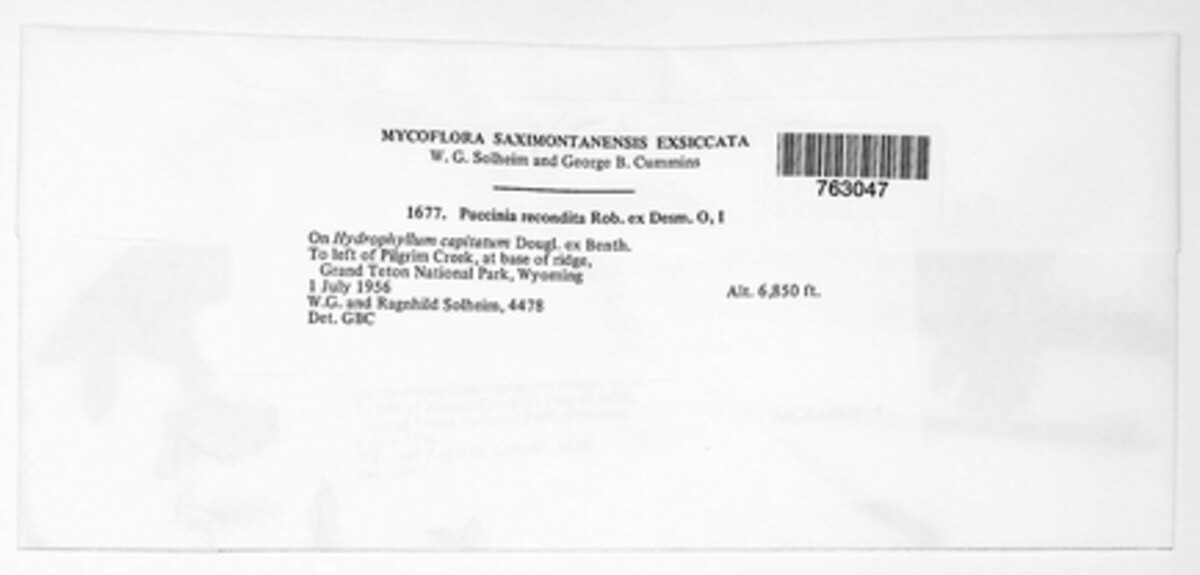 MYCOFLORA SAXIMONTANENSIS EXSICCATA
W. G. Solheim and George B. Cummins
763047
1677. Puccinia recondita Rob. ex Desm. O, I
On Hydrophyllum capitatum Dougl. ex Benth.
To left of Pilgrim Creek, at base of ridge,
Grand Teton National Park, Wyoming
1 July 1956
Alt. 6,850 ft.
W.G. and Ragnhild Solheim, 4478
Det. GBC